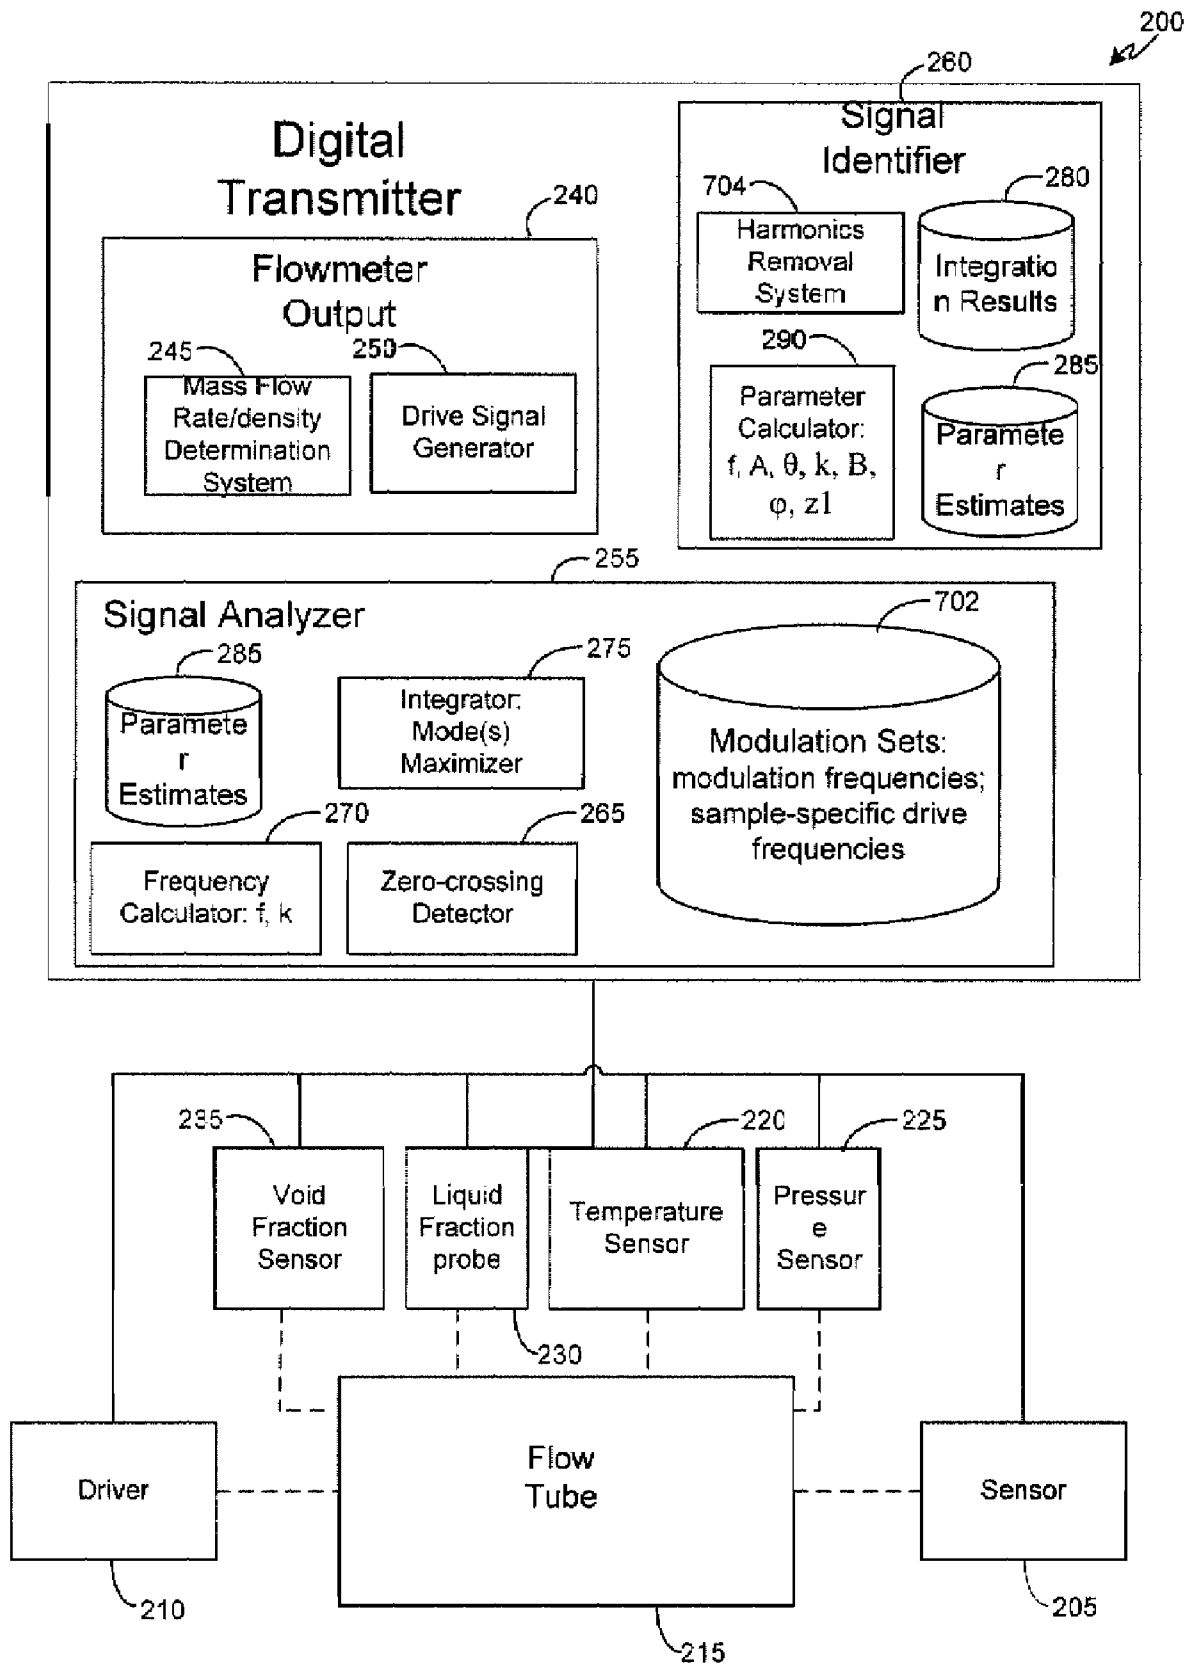 200
Digital
Transmitter
260
Signal
Identifier
704
Harmonics
Removal
System
280
Integratio
n Results
290
Parameter
Calculator:
f, A, θ, k, B,
φ, z1
285
Paramete
r
Estimates
240
Flowmeter
Output
245
Mass Flow
Rate/density
Determination
System
250
Drive Signal
Generator
255
Signal Analyzer
285
Paramete
r
Estimates
275
Integrator:
Mode(s)
Maximizer
702
Modulation Sets:
modulation frequencies;
sample-specific drive
frequencies
270
Frequency
Calculator: f, k
265
Zero-crossing
Detector
235
Void
Fraction
Sensor
Liquid
Fraction
probe
230
220
Temperature
Sensor
225
Pressur
e
Sensor
Driver
210
Flow
Tube
215
Sensor
205